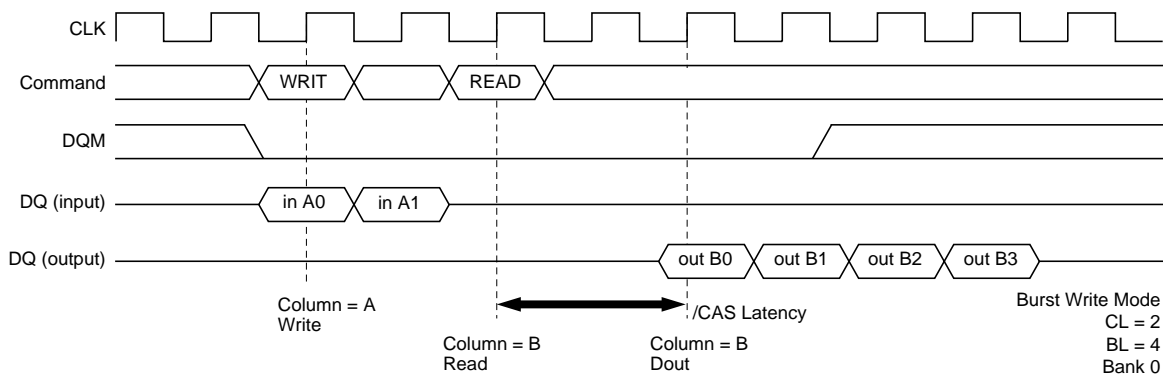 CLK
Command
WRIT
READ
DQM
DQ (input)
in A0
in A1
DQ (output)
out B0
out B1
out B2
out B3
Column = A
Write
/CAS Latency
Column = B
Read
Column = B
Dout
Burst Write Mode
CL = 2
BL = 4
Bank 0